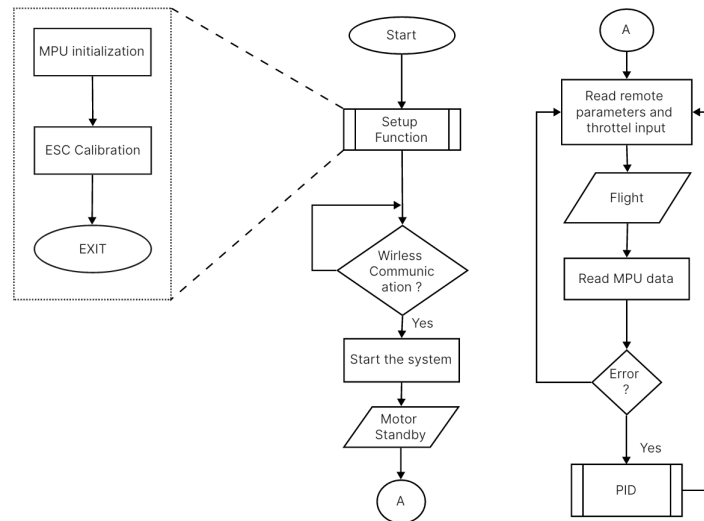 MPU initialization
ESC Calibration
EXIT
Start
Setup
Function
Wirless
Communic
ation ?
Yes
Start the system
Motor
Standby
A
A
Read remote
parameters and
throttel input
Flight
Read MPU data
Error
?
Yes
PID